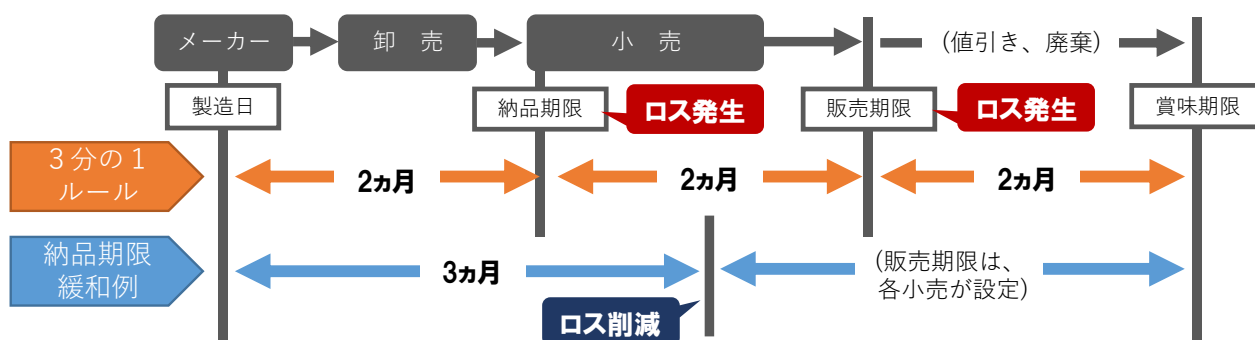 メーカー
卸 売
小 売
(値引き、廃棄)
製造日
納品期限
ロス発生
販売期限
ロス発生
賞味期限
3分の1
ルール
2ヵ月
2ヵ月
2ヵ月
納品期限
緩和例
3ヵ月
(販売期限は、
各小売が設定)
ロス削減